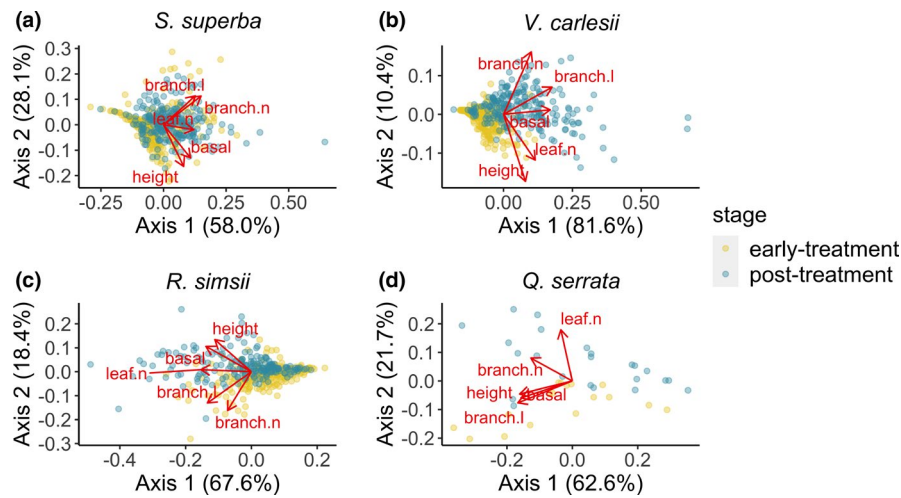 (a) S. superba
(b) V. carlesii
Axis 2 (28.1%)
0.3
0.2
0.1
0.0
-0.1
-0.2
branch.l
branch.n
leaf.n
basal
height
-0.25 0.00 0.25 0.50
Axis 1 (58.0%)
Axis 2 (10.4%)
0.1
0.0
-0.1
branch.n
branch.l
basal
leaf.n
height
0.00 0.25 0.50
Axis 1 (81.6%)
stage
early-treatment
post-treatment
(c) R. simsii
(d) Q. serrata
Axis 2 (18.4%)
0.2
0.1
0.0
-0.1
-0.2
-0.3
height
basal
leaf.n
branch.l
branch.n
-0.4 -0.2 0.0 0.2
Axis 1 (67.6%)
Axis 2 (21.7%)
0.2
0.1
0.0
-0.1
-0.2
leaf.n
branch.n
height
basal
branch.l
-0.2 0.0 0.2
Axis 1 (62.6%)